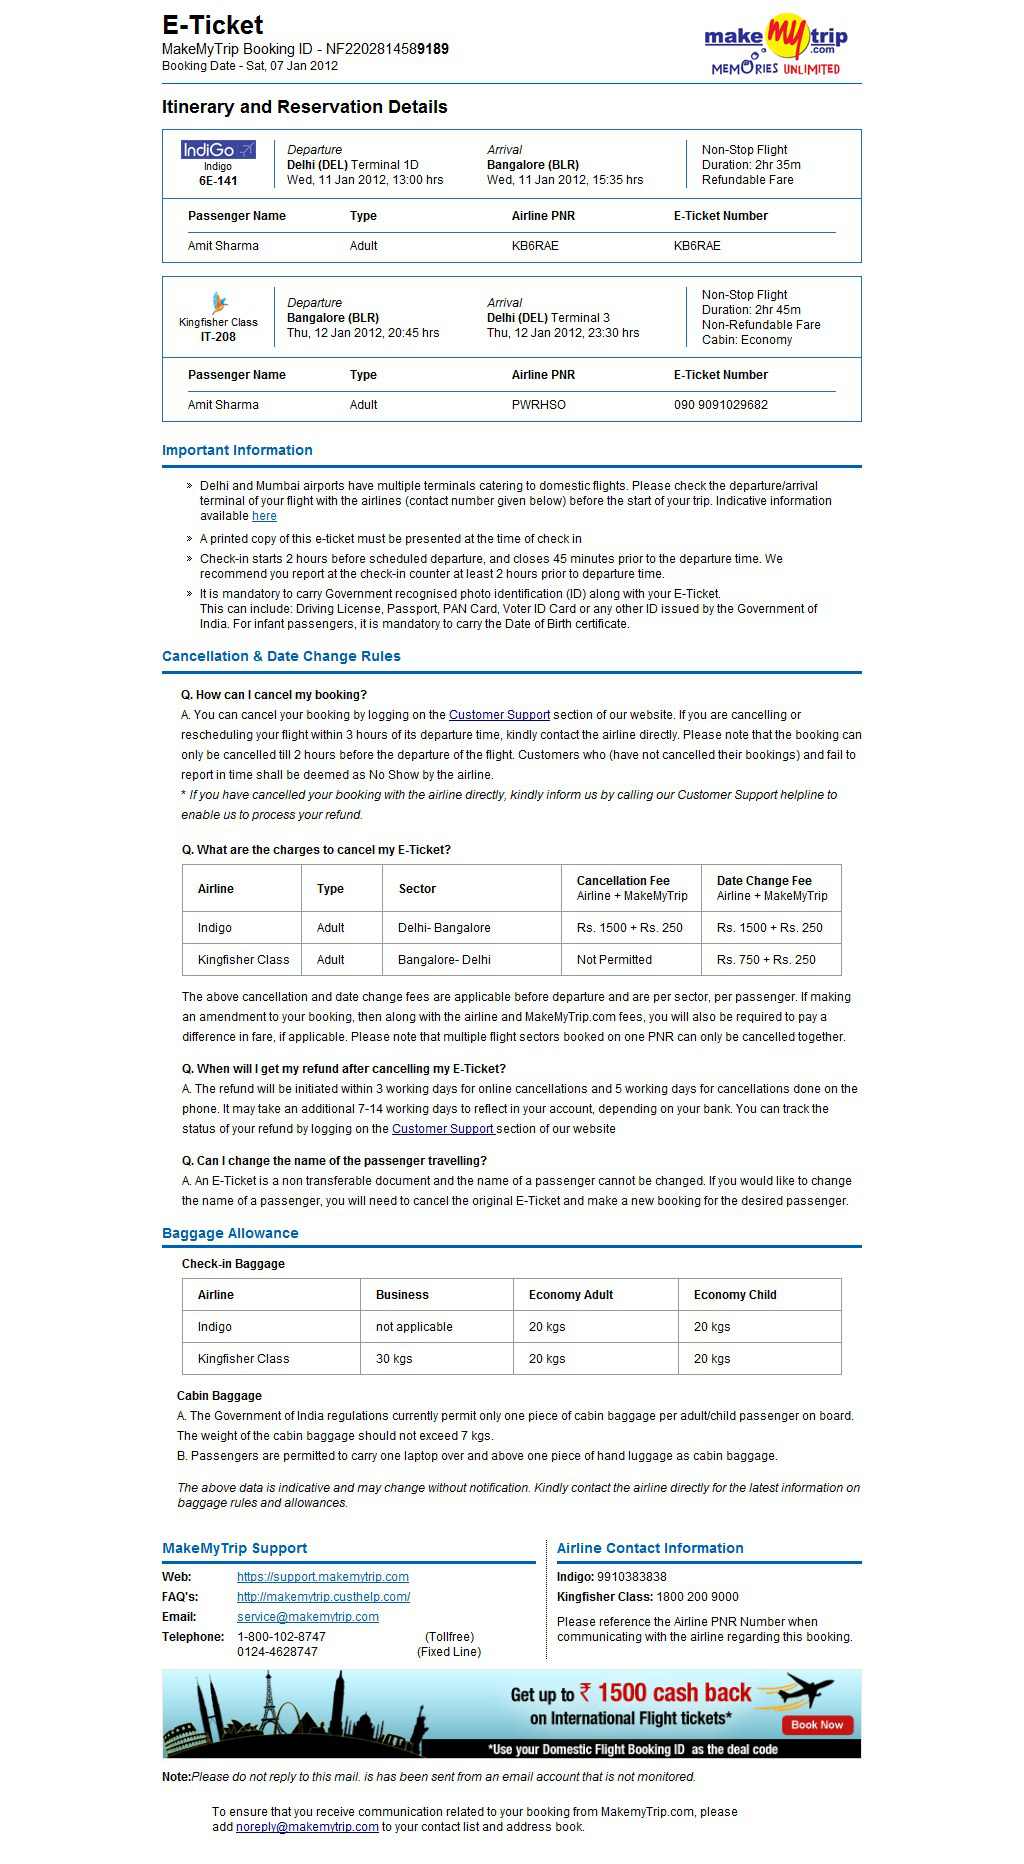 E-Ticket
MakeMyTrip Booking ID - NF2202814589189
Booking Date - Sat, 07 Jan 2012
make my trip .com
MEMORIES UNLIMITED
Itinerary and Reservation Details
IndiGo
Indigo
6E-141
Departure
Delhi (DEL) Terminal 1D
Wed, 11 Jan 2012, 13:00 hrs
Arrival
Bangalore (BLR)
Wed, 11 Jan 2012, 15:35 hrs
Non-Stop Flight
Duration: 2hr 35m
Refundable Fare
Passenger Name Type Airline PNR E-Ticket Number
Amit Sharma Adult KB6RAE KB6RAE
Kingfisher Class
IT-208
Departure
Bangalore (BLR)
Thu, 12 Jan 2012, 20:45 hrs
Arrival
Delhi (DEL) Terminal 3
Thu, 12 Jan 2012, 23:30 hrs
Non-Stop Flight
Duration: 2hr 45m
Non-Refundable Fare
Cabin: Economy
Passenger Name Type Airline PNR E-Ticket Number
Amit Sharma Adult PWRHSO 090 9091029682
Important Information
» Delhi and Mumbai airports have multiple terminals catering to domestic flights. Please check the departure/arrival
terminal of your flight with the airlines (contact number given below) before the start of your trip. Indicative information
available here
» A printed copy of this e-ticket must be presented at the time of check in
» Check-in starts 2 hours before scheduled departure, and closes 45 minutes prior to the departure time. We
recommend you report at the check-in counter at least 2 hours prior to departure time.
» It is mandatory to carry Government recognised photo identification (ID) along with your E-Ticket.
This can include: Driving License, Passport, PAN Card, Voter ID Card or any other ID issued by the Government of
India. For infant passengers, it is mandatory to carry the Date of Birth certificate.
Cancellation & Date Change Rules
Q. How can I cancel my booking?
A. You can cancel your booking by logging on the Customer Support section of our website. If you are cancelling or
rescheduling your flight within 3 hours of its departure time, kindly contact the airline directly. Please note that the booking can
only be cancelled till 2 hours before the departure of the flight. Customers who (have not cancelled their bookings) and fail to
report in time shall be deemed as No Show by the airline.
* If you have cancelled your booking with the airline directly, kindly inform us by calling our Customer Support helpline to
enable us to process your refund.
Q. What are the charges to cancel my E-Ticket?
Airline Type Sector Cancellation Fee Airline + MakeMyTrip Date Change Fee Airline + MakeMyTrip
Indigo Adult Delhi- Bangalore Rs. 1500 + Rs. 250 Rs. 1500 + Rs. 250
Kingfisher Class Adult Bangalore- Delhi Not Permitted Rs. 750 + Rs. 250
The above cancellation and date change fees are applicable before departure and are per sector, per passenger. If making
an amendment to your booking, then along with the airline and MakeMyTrip.com fees, you will also be required to pay a
difference in fare, if applicable. Please note that multiple flight sectors booked on one PNR can only be cancelled together.
Q. When will I get my refund after cancelling my E-Ticket?
A. The refund will be initiated within 3 working days for online cancellations and 5 working days for cancellations done on the
phone. It may take an additional 7-14 working days to reflect in your account, depending on your bank. You can track the
status of your refund by logging on the Customer Support section of our website
Q. Can I change the name of the passenger travelling?
A. An E-Ticket is a non transferable document and the name of a passenger cannot be changed. If you would like to change
the name of a passenger, you will need to cancel the original E-Ticket and make a new booking for the desired passenger.
Baggage Allowance
Check-in Baggage
Airline Business Economy Adult Economy Child
Indigo not applicable 20 kgs 20 kgs
Kingfisher Class 30 kgs 20 kgs 20 kgs
Cabin Baggage
A. The Government of India regulations currently permit only one piece of cabin baggage per adult/child passenger on board.
The weight of the cabin baggage should not exceed 7 kgs.
B. Passengers are permitted to carry one laptop over and above one piece of hand luggage as cabin baggage.
The above data is indicative and may change without notification. Kindly contact the airline directly for the latest information on
baggage rules and allowances.
MakeMyTrip Support
Web: https://support.makemytrip.com
FAQ's: http://makemytrip.custhelp.com/
Email: service@makemytrip.com
Telephone: 1-800-102-8747 (Tollfree)
0124-4628747 (Fixed Line)
Airline Contact Information
Indigo: 9910383838
Kingfisher Class: 1800 200 9000
Please reference the Airline PNR Number when
communicating with the airline regarding this booking.
Get up to ₹ 1500 cash back
on International Flight tickets*
Book Now
*Use your Domestic Flight Booking ID as the deal code
Note:Please do not reply to this mail. is has been sent from an email account that is not monitored.
To ensure that you receive communication related to your booking from MakemyTrip.com, please
add noreply@makemytrip.com to your contact list and address book.